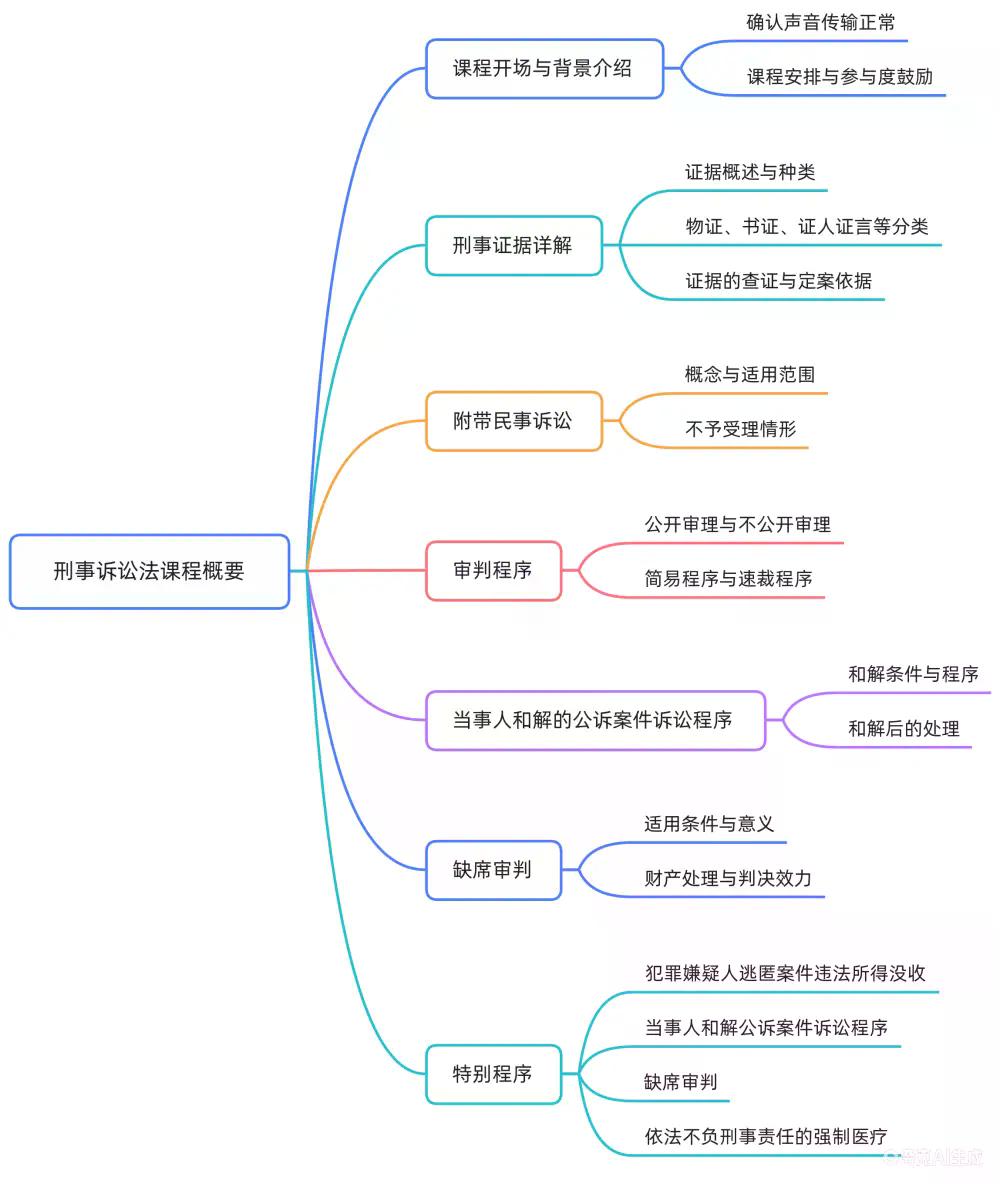 刑事诉讼法课程概要
课程开场与背景介绍
确认声音传输正常
课程安排与参与度鼓励
刑事证据详解
证据概述与种类
物证、书证、证人证言等分类
证据的查证与定案依据
附带民事诉讼
概念与适用范围
不予受理情形
审判程序
公开审理与不公开审理
简易程序与速裁程序
当事人和解的公诉案件诉讼程序
和解条件与程序
和解后的处理
缺席审判
适用条件与意义
财产处理与判决效力
特别程序
犯罪嫌疑人逃匿案件违法所得没收
当事人和解公诉案件诉讼程序
缺席审判
依法不负刑事责任的强制医疗
AI生成